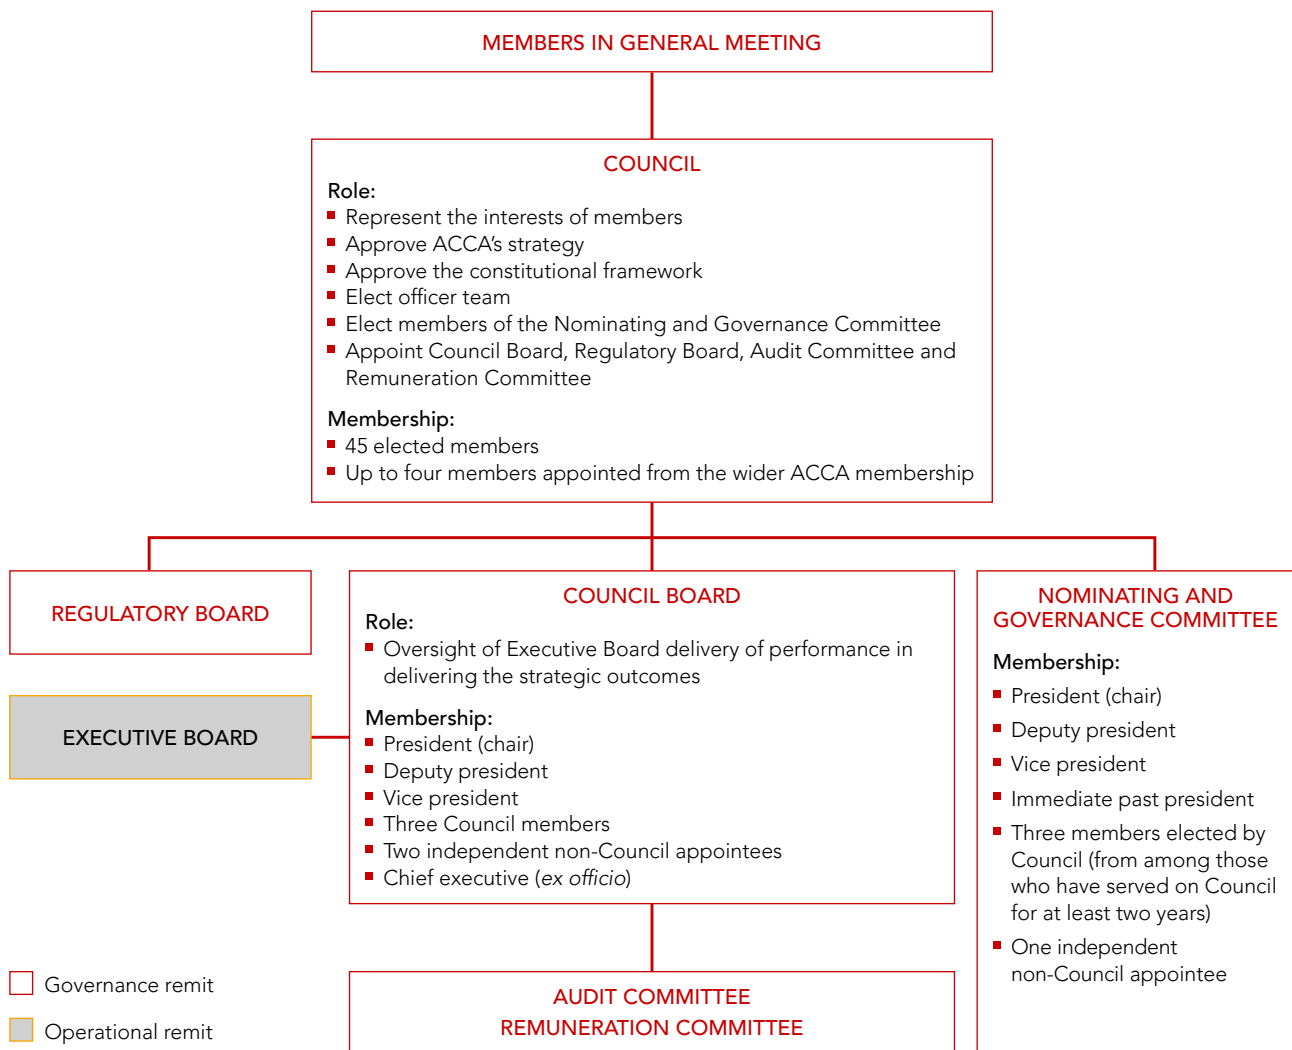 MEMBERS IN GENERAL MEETING
COUNCIL
Role:
▪ Represent the interests of members
▪ Approve ACCA’s strategy
▪ Approve the constitutional framework
▪ Elect officer team
▪ Elect members of the Nominating and Governance Committee
▪ Appoint Council Board, Regulatory Board, Audit Committee and
Remuneration Committee
Membership:
▪ 45 elected members
▪ Up to four members appointed from the wider ACCA membership
REGULATORY BOARD
EXECUTIVE BOARD
COUNCIL BOARD
Role:
▪ Oversight of Executive Board delivery of performance in
delivering the strategic outcomes
Membership:
▪ President (chair)
▪ Deputy president
▪ Vice president
▪ Three Council members
▪ Two independent non-Council appointees
▪ Chief executive (ex officio)
NOMINATING AND
GOVERNANCE COMMITTEE
Membership:
▪ President (chair)
▪ Deputy president
▪ Vice president
▪ Immediate past president
▪ Three members elected by
Council (from among those
who have served on Council
for at least two years)
▪ One independent
non-Council appointee
AUDIT COMMITTEE
REMUNERATION COMMITTEE
Governance remit
Operational remit